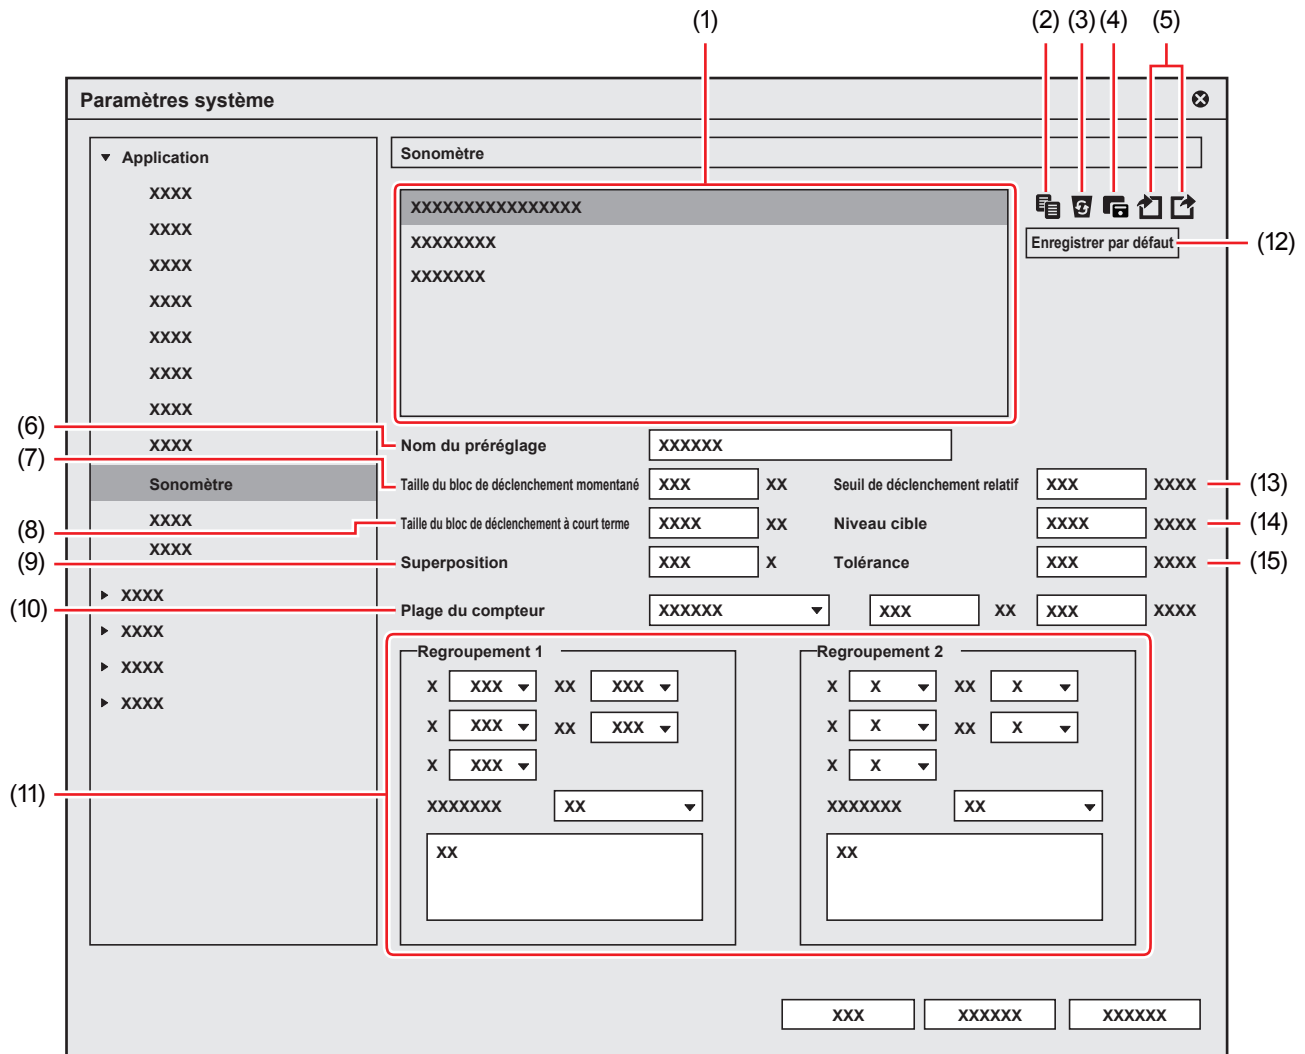 (1)
(2) (3) (4) (5)
Paramètres système
Application
XXXX
XXXX
XXXX
XXXX
XXXX
XXXX
XXXX
XXXX
Sonomètre
XXXX
XXXX
XXXX
XXXX
XXXX
XXXX
Sonomètre
XXXXXXXXXXXXXXXX
XXXXXXXX
XXXXXXX
Enregistrer par défaut
(12)
(6)
Nom du préréglage XXXXXX
(7)
Taille du bloc de déclenchement momentané XXX XX Seuil de déclenchement relatif XXX XXXX (13)
(8)
Taille du bloc de déclenchement à court terme XXXX XX Niveau cible XXXX XXXX (14)
(9)
Superposition XXX X Tolérance XXX XXXX (15)
(10)
Plage du compteur XXXXXX XXX XX XXX XXXX
(11)
Regroupement 1
X XXX XX XXX
X XXX XX XXX
X XXX
XXXXXXX XX
XX
Regroupement 2
X X XX X
X X XX X
X X
XXXXXXX XX
XX
XXX XXXXXX XXXXXX